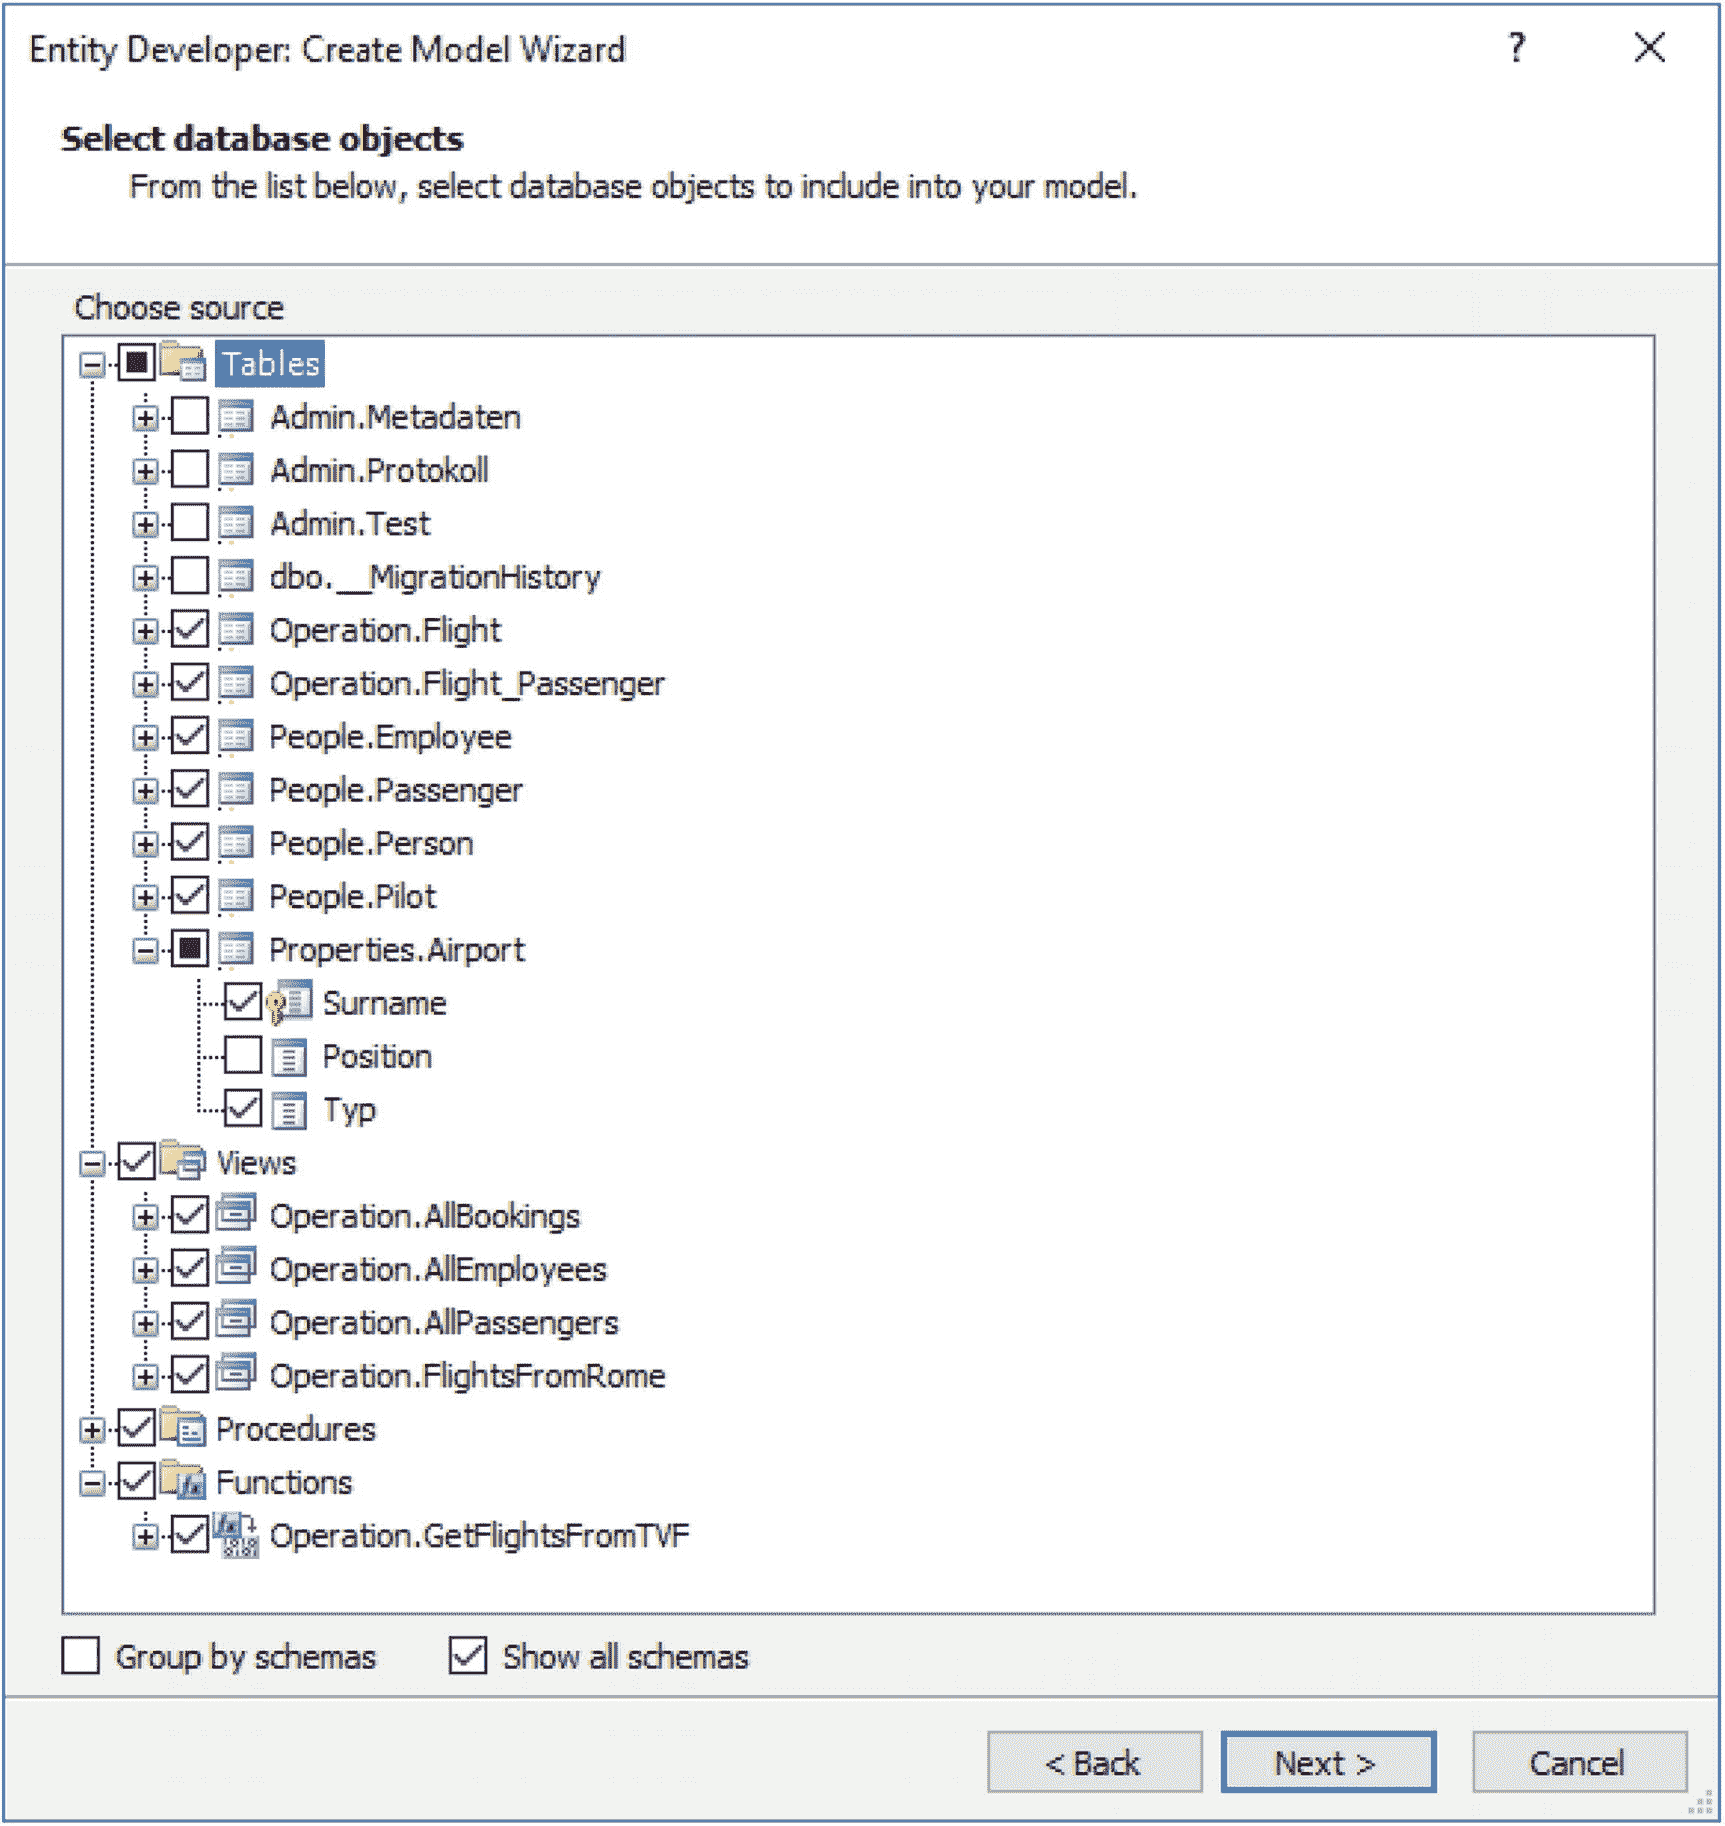 Entity Developer: Create Model Wizard ?
Select database objects
From the list below, select database objects to include into your model.
Choose source
Tables
Admin.Metadaten
Admin.Protokoll
Admin.Test
dbo.__MigrationHistory
Operation.Flight
Operation.Flight_Passenger
People.Employee
People.Passenger
People.Person
People.Pilot
Properties.Airport
Surname
Position
Typ
Views
Operation.AllBookings
Operation.AllEmployees
Operation.AllPassengers
Operation.FlightsFromRome
Procedures
Functions
Operation.GetFlightsFromTVF
Group by schemas Show all schemas
< Back Next > Cancel